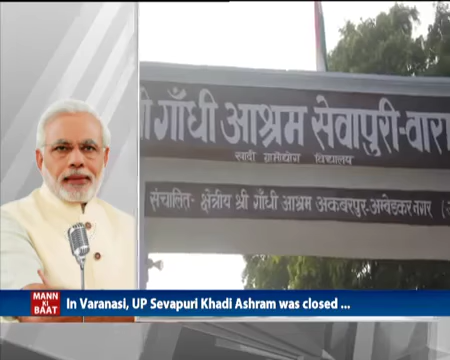 श्री गाँधी आश्रम सेवापुरी-वारा
खादी ग्रामोद्योग विद्यालय
संचालित- क्षेत्रीय श्री गाँधी आश्रम अकबरपुर-अम्बेडकर नगर
MANN KI BAAT
In Varanasi, UP Sevapuri Khadi Ashram was closed ...